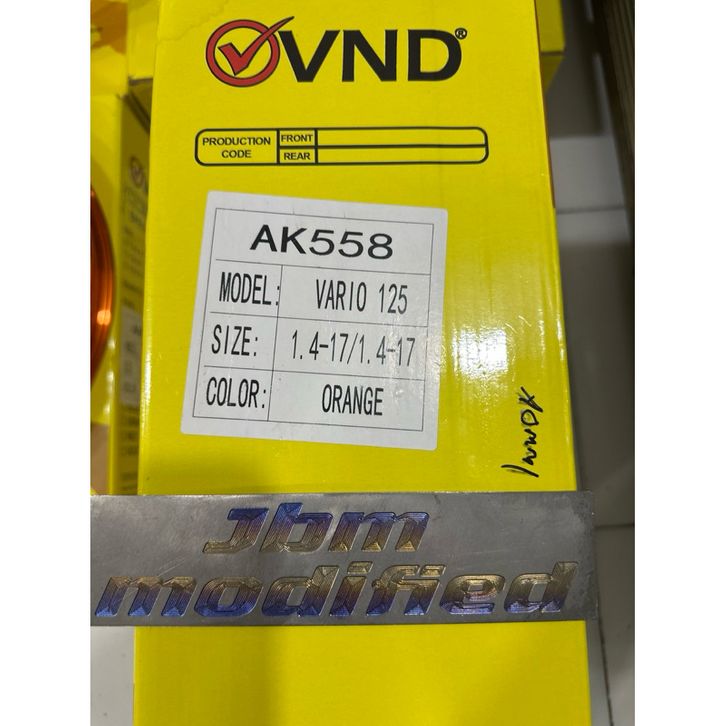 VND®
PRODUCTION CODE
FRONT
REAR
AK558
MODEL: VARIO 125
SIZE: 1.4-17/1.4-17
COLOR: ORANGE
Jbm
modified
VND